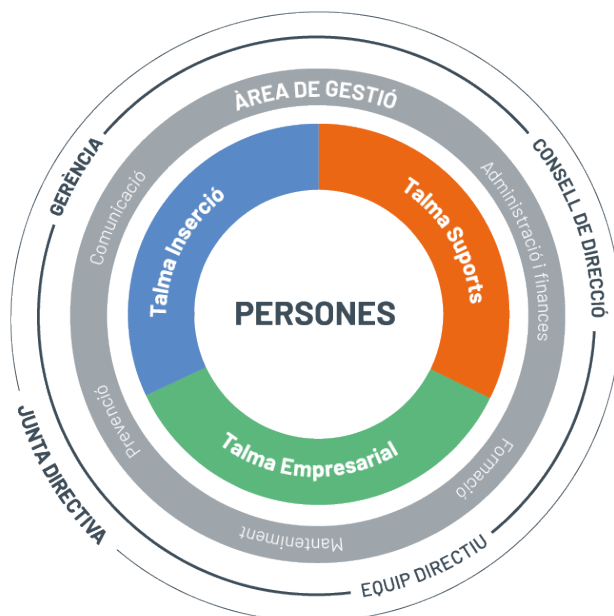 ÀREA DE GESTIÓ
GERÈNCIA
CONSELL DE DIRECCIÓ
Comunicació
Administració i finances
Talma Inserció
Talma Suports
PERSONES
Talma Empresarial
Prevenció
Formació
Manteniment
JUNTA DIRECTIVA
EQUIP DIRECTIU